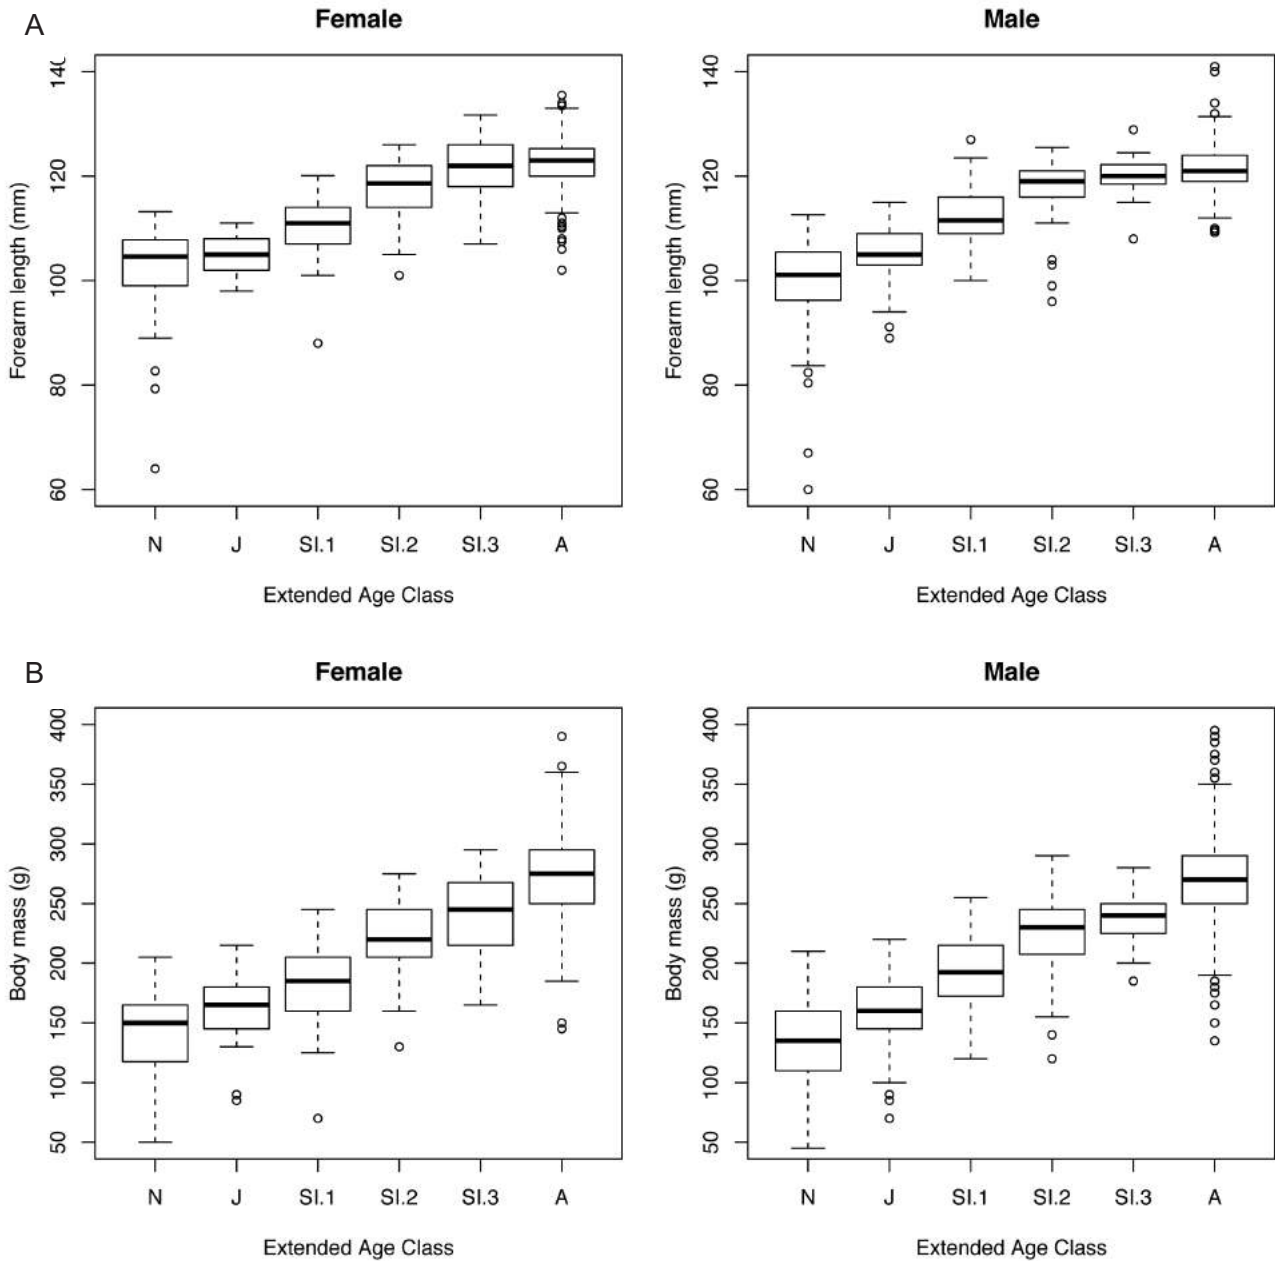 A
Female
Male
Forearm length (mm)
60
80
100
120
N
J
SI.1
SI.2
SI.3
A
Extended Age Class
Forearm length (mm)
60
80
100
120
140
N
J
SI.1
SI.2
SI.3
A
Extended Age Class
B
Female
Male
Body mass (g)
50
100
150
200
250
300
350
400
N
J
SI.1
SI.2
SI.3
A
Extended Age Class
Body mass (g)
50
100
150
200
250
300
350
400
N
J
SI.1
SI.2
SI.3
A
Extended Age Class